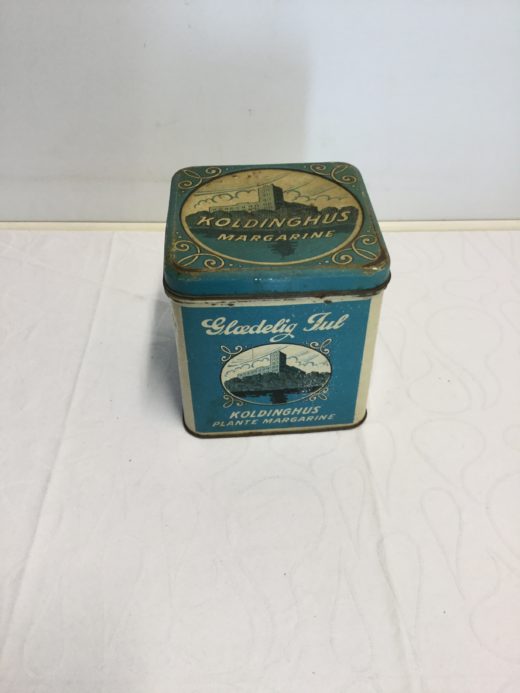 KOLDINGHUS
MARGARINE
Glædelig Jul
KOLDINGHUS
PLANTE MARGARINE